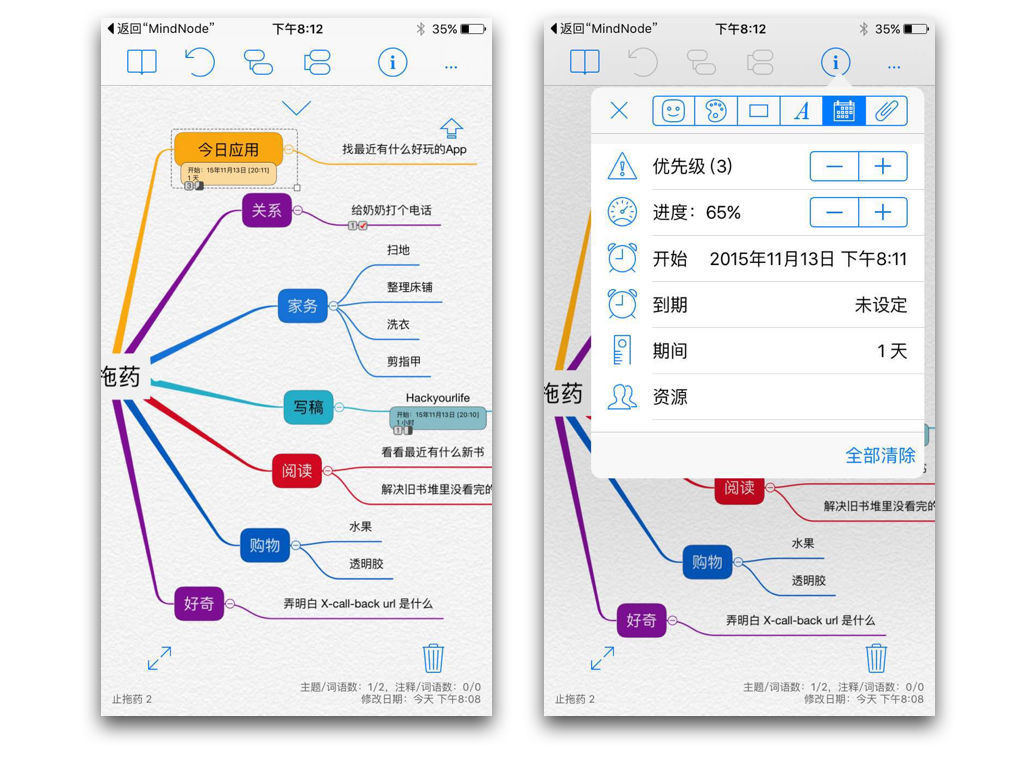 返回“MindNode”
下午8:12
35%
...
今日应用
开始：15年11月13日 [20:11]
1 天
3
找最近有什么好玩的App
关系
给奶奶打个电话
1
扫地
整理床铺
家务
洗衣
剪指甲
拖药
写稿
Hackyourlife
开始：15年11月13日 [20:10]
1 小时
1
看看最近有什么新书
阅读
解决旧书堆里没看完的
水果
购物
透明胶
好奇
弄明白 X-call-back url 是什么
主题/词语数：1/2，注释/词语数：0/0
止拖药 2
修改日期：今天 下午8:08
返回“MindNode”
下午8:12
35%
...
A
优先级 (3)
进度：65%
开始
2015年11月13日 下午8:11
到期
未设定
期间
1 天
资源
全部清除
拖药
阅读
解决旧书堆里没看完的
水果
购物
透明胶
好奇
弄明白 X-call-back url 是什么
主题/词语数：1/2，注释/词语数：0/0
止拖药 2
修改日期：今天 下午8:08